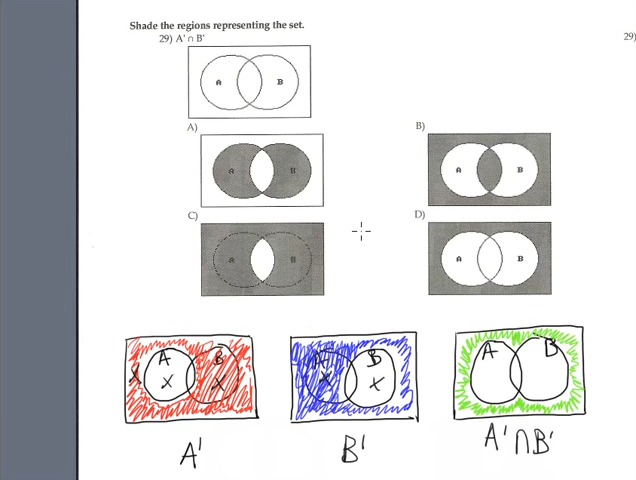 Shade the regions representing the set.
29) A' ∩ B'
29)
A B
A)
B)
A B
A B
C)
D)
A B
A B
A B
X X X
A B
X X
A B
A'
B'
A'∩B'